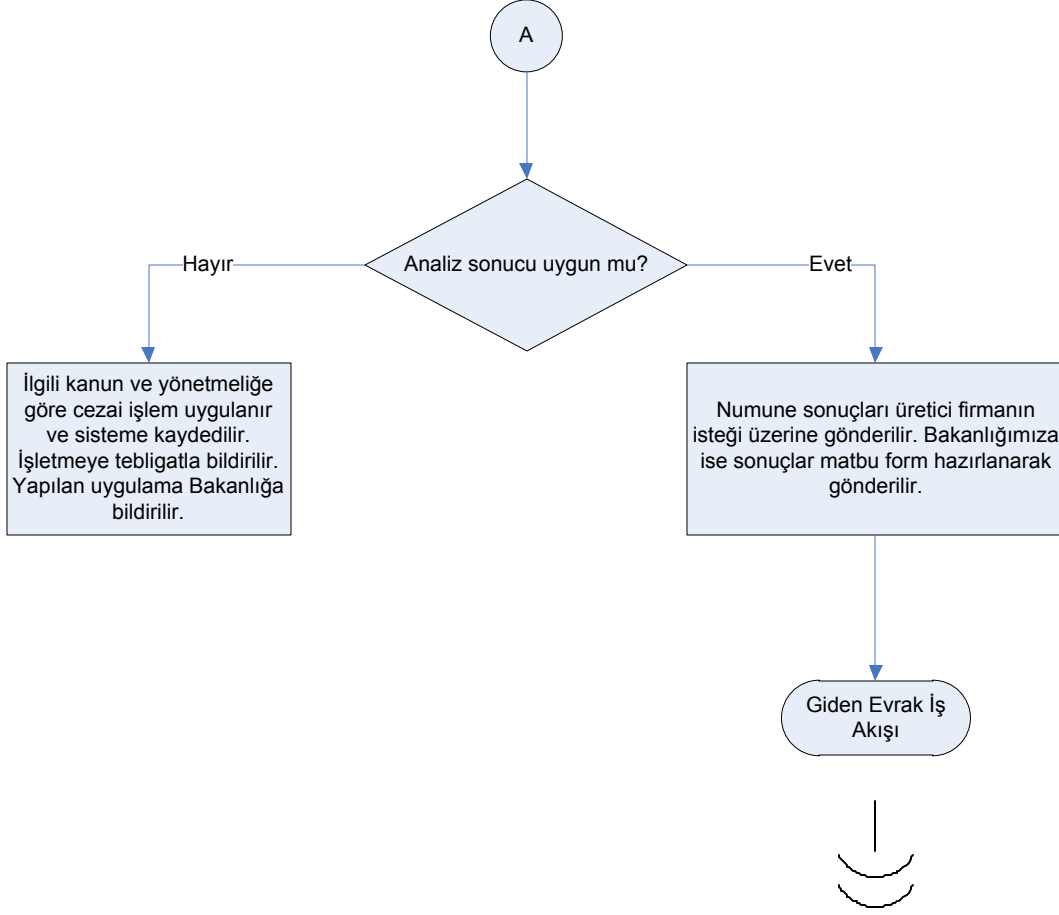 A
Analiz sonucu uygun mu?
Hayır
Evet
İlgili kanun ve yönetmeliğe
göre cezai işlem uygulanır
ve sisteme kaydedilir.
İşletmeye tebligatla bildirilir.
Yapılan uygulama Bakanlığa
bildirilir.
Numune sonuçları üretici firmanın
isteği üzerine gönderilir. Bakanlığımıza
ise sonuçlar matbu form hazırlanarak
gönderilir.
Giden Evrak İş
Akışı